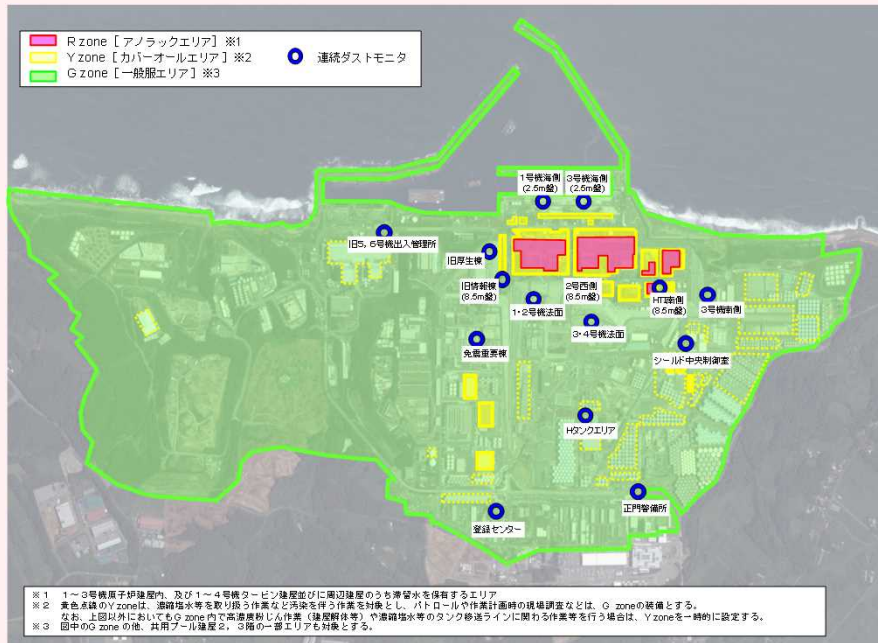 R zone [ アノラックエリア ] ※1
Y zone [ カバーオールエリア ] ※2
G zone [ 一般服エリア ] ※3
連続ダストモニタ
1号機海側
(2.5m盤)
3号機海側
(2.5m盤)
旧5，6号機出入管理所
旧厚生棟
旧情報棟
(8.5m盤)
2号西側
(8.5m盤)
1・2号機法面
HTI南側
(8.5m盤)
3号機南側
3・4号機法面
免震重要棟
シールド中央制御室
Hタンクエリア
登録センター
正門警備所
※１ １～３号機原子炉建屋内、及び１～４号機タービン建屋並びに周辺建屋のうち滞留水を保有するエリア
※２ 黄色点線のY zoneは、濃縮塩水等を取り扱う作業など汚染を伴う作業を対象とし、パトロールや作業計画時の現場調査などは、G zoneの装備とする。
なお、上図以外においてもG zone内で高濃度粉じん作業（建屋解体等）や濃縮塩水等のタンク移送ラインに関わる作業等を行う場合は、Y zoneを一時的に設定する。
※３ 図中のG zone の他、共用プール建屋２，３階の一部エリアも対象とする。